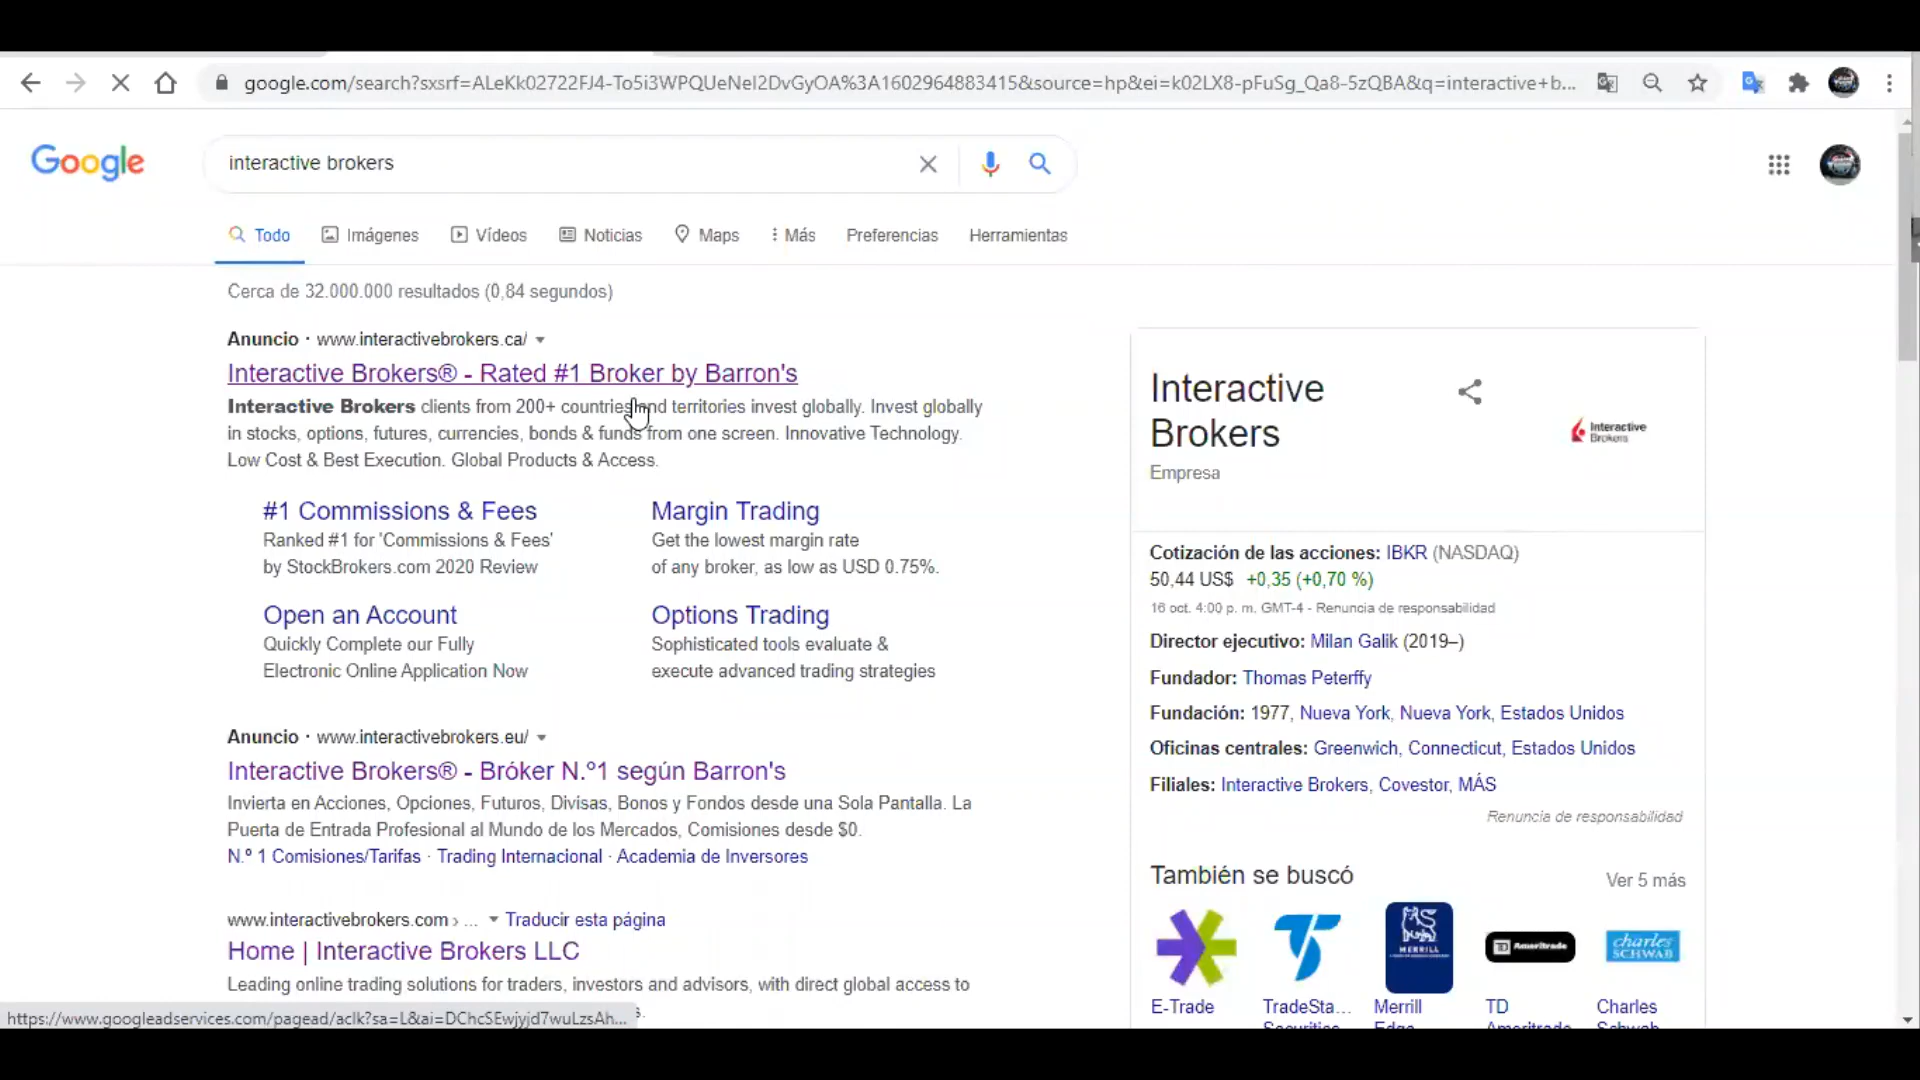 google.com/search?sxsrf=ALeKk02722FJ4-To5i3WPQUeNel2DvGyOA%3A1602964883415&source=hp&ei=k02LX8-pFuSg_Qa8-5zQBA&q=interactive+b...
Google
interactive brokers
Todo Imágenes Vídeos Noticias Maps Más Preferencias Herramientas
Cerca de 32.000.000 resultados (0,84 segundos)
Anuncio · www.interactivebrokers.ca/
Interactive Brokers® - Rated #1 Broker by Barron's
Interactive Brokers clients from 200+ countries and territories invest globally. Invest globally
in stocks, options, futures, currencies, bonds & funds from one screen. Innovative Technology.
Low Cost & Best Execution. Global Products & Access.
#1 Commissions & Fees
Ranked #1 for 'Commissions & Fees'
by StockBrokers.com 2020 Review
Margin Trading
Get the lowest margin rate
of any broker, as low as USD 0.75%.
Open an Account
Quickly Complete our Fully
Electronic Online Application Now
Options Trading
Sophisticated tools evaluate &
execute advanced trading strategies
Anuncio · www.interactivebrokers.eu/
Interactive Brokers® - Bróker N.º1 según Barron's
Invierta en Acciones, Opciones, Futuros, Divisas, Bonos y Fondos desde una Sola Pantalla. La
Puerta de Entrada Profesional al Mundo de los Mercados, Comisiones desde $0.
N.º 1 Comisiones/Tarifas · Trading Internacional · Academia de Inversores
www.interactivebrokers.com › ... Traducir esta página
Home | Interactive Brokers LLC
Leading online trading solutions for traders, investors and advisors, with direct global access to
https://www.googleadservices.com/pagead/aclk?sa=L&ai=DChcSEwjyjd7wuLzsAh...
Interactive
Brokers
Empresa
Interactive
Brokers
Cotización de las acciones: IBKR (NASDAQ)
50,44 US$ +0,35 (+0,70 %)
16 oct. 4:00 p. m. GMT-4 - Renuncia de responsabilidad
Director ejecutivo: Milan Galik (2019–)
Fundador: Thomas Peterffy
Fundación: 1977, Nueva York, Nueva York, Estados Unidos
Oficinas centrales: Greenwich, Connecticut, Estados Unidos
Filiales: Interactive Brokers, Covestor, MÁS
Renuncia de responsabilidad
También se buscó
Ver 5 más
MERRILL
TD Ameritrade
charles
SCHWAB
E-Trade TradeSta... Merrill TD Charles
Securities Edge Ameritrade Schwab